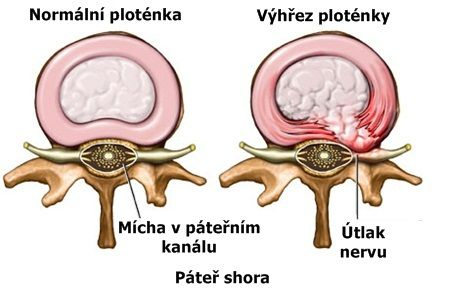 Normální ploténka
Výhřez ploténky
Mícha v páteřním
kanálu
Útlak
nervu
Páteř shora